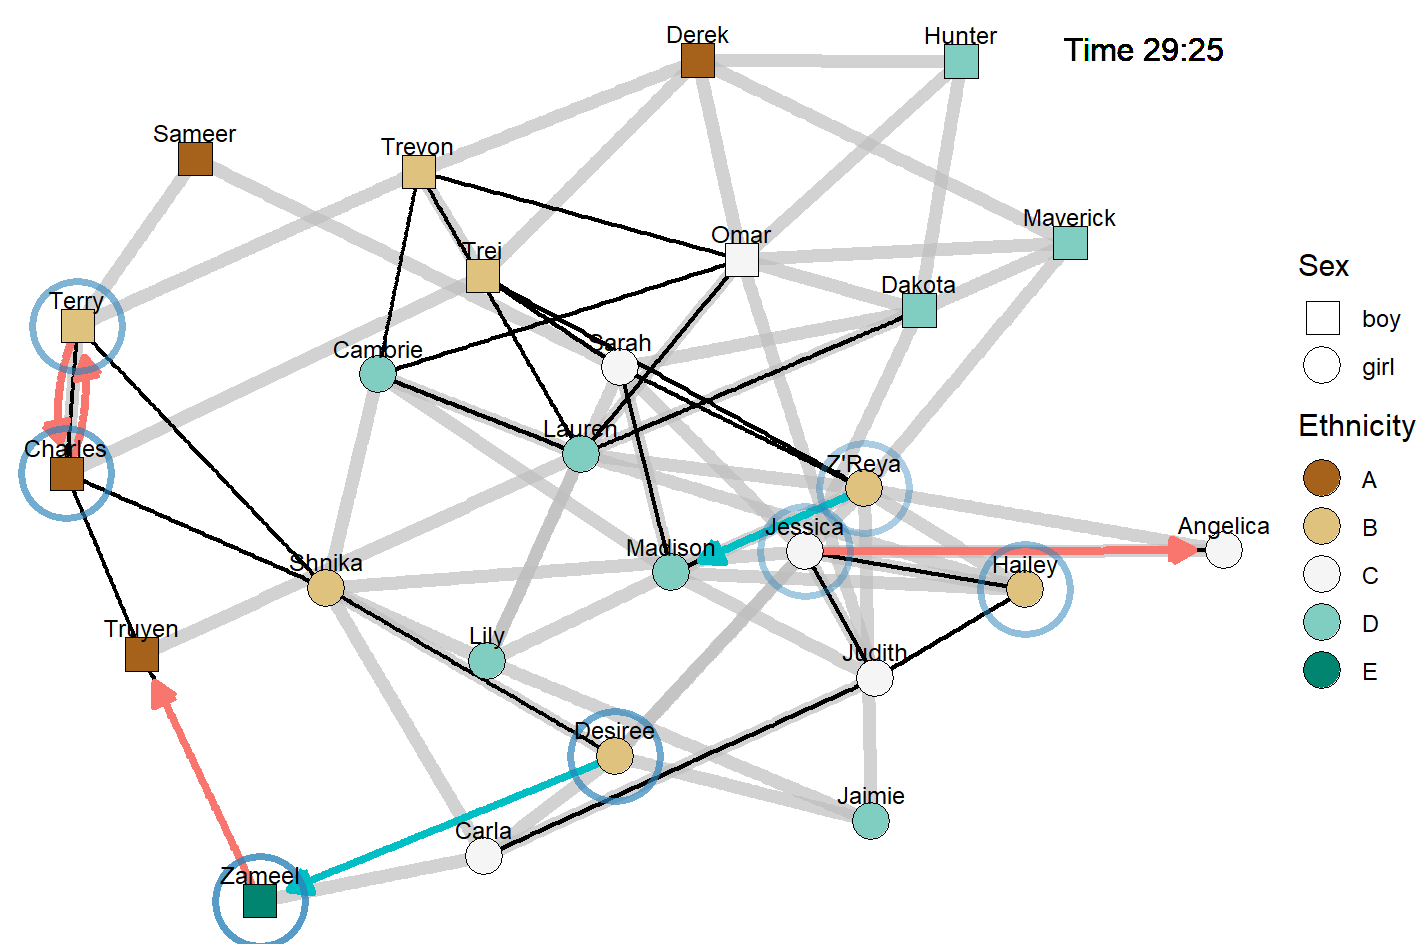 Derek
Hunter
Time 29:25
Sameer
Trevon
Maverick
Omar
Trei
Sex
Dakota
Terry
boy
Sarah
Cambrie
girl
Ethnicity
Lauren
Charles
Z'Reya
A
B
Jessica
Angelica
Madison
Shnika
Hailey
C
D
Truyen
Lily
Judith
E
Desiree
Jaimie
Carla
Zameel